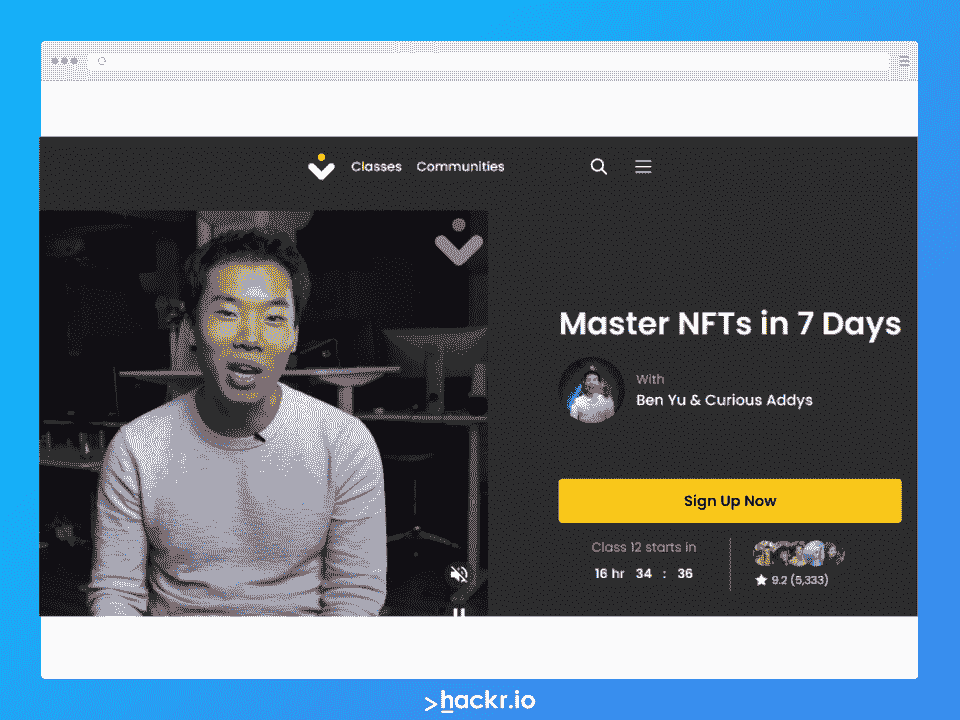 Classes Communities
Master NFTs in 7 Days
With
Ben Yu & Curious Addys
Sign Up Now
Class 12 starts in
16 hr 34 : 36
9.2 (5,333)
>hackr.io